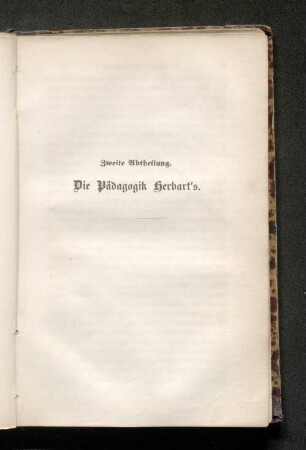 Zweite Abtheilung.
Die Pädagogik Herbart's.